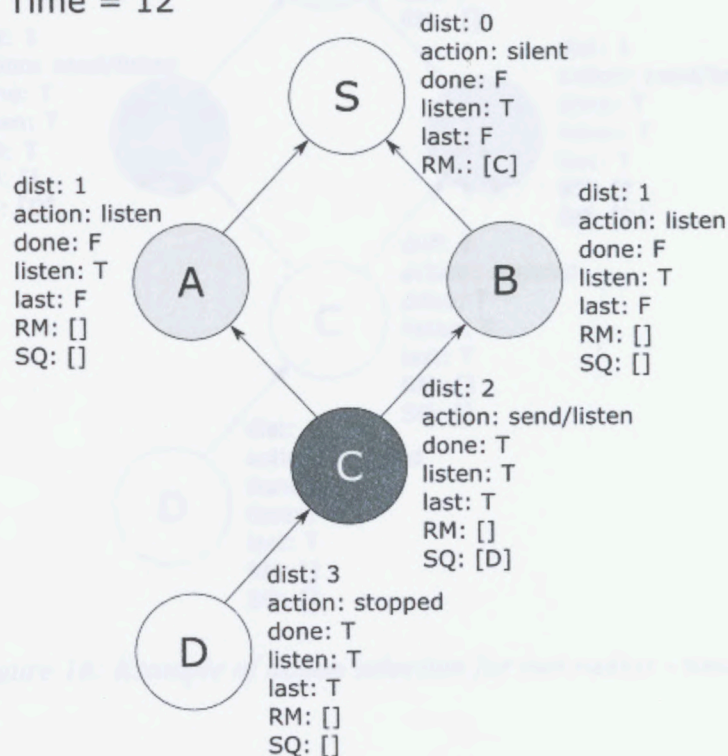 Time = 12
dist: 0
action: silent
done: F
listen: T
last: F
RM.: [C]
S
dist: 1
action: listen
done: F
listen: T
last: F
RM: []
SQ: []
A
B
dist: 1
action: listen
done: F
listen: T
last: F
RM: []
SQ: []
C
dist: 2
action: send/listen
done: T
listen: T
last: T
RM: []
SQ: [D]
D
dist: 3
action: stopped
done: T
listen: T
last: T
RM: []
SQ: []